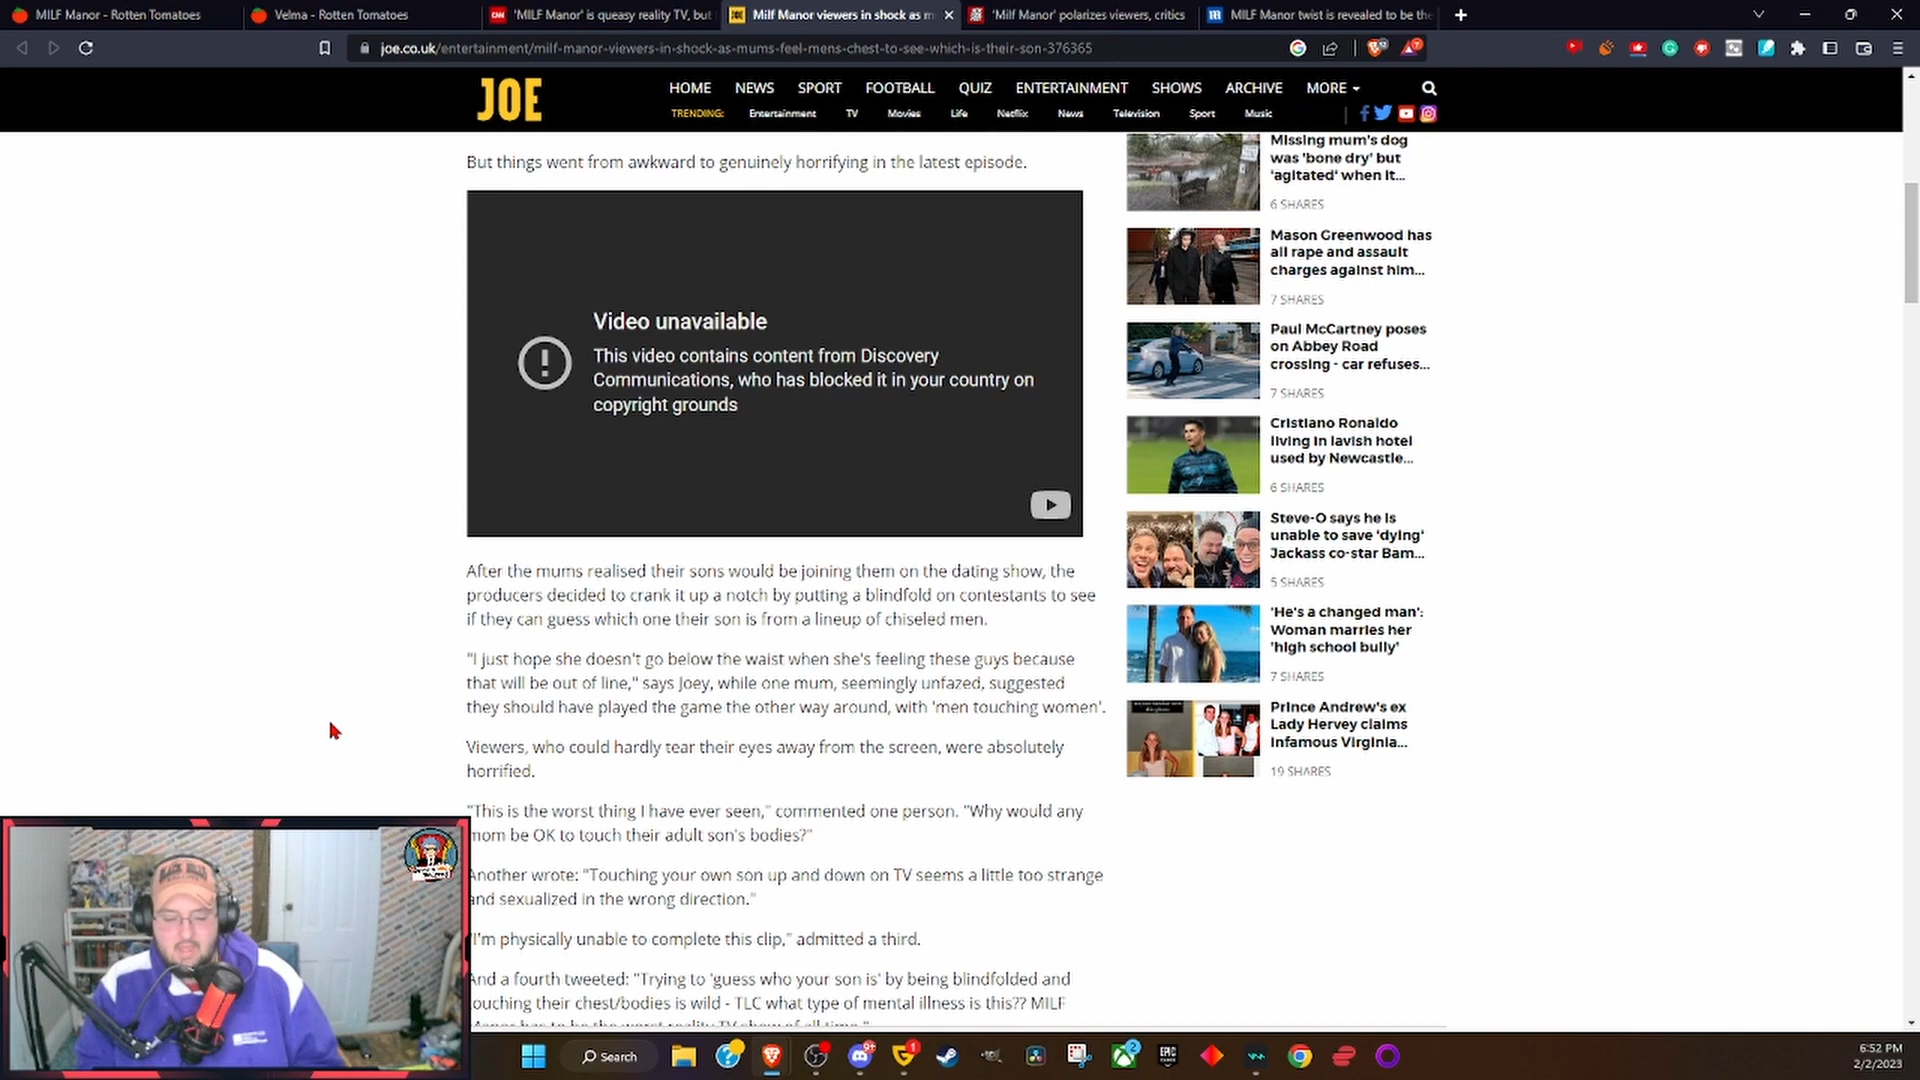 MILF Manor - Rotten Tomatoes
Velma - Rotten Tomatoes
'MILF Manor' is queasy reality TV, but
Milf Manor viewers in shock as m
'Milf Manor' polarizes viewers, critics
MILF Manor twist is revealed to be the
joe.co.uk/entertainment/milf-manor-viewers-in-shock-as-mums-feel-mens-chest-to-see-which-is-their-son-376365
JOE
HOME NEWS SPORT FOOTBALL QUIZ ENTERTAINMENT SHOWS ARCHIVE MORE
TRENDING: Entertainment TV Movies Life Netflix News Television Sport Music
But things went from awkward to genuinely horrifying in the latest episode.
Video unavailable
This video contains content from Discovery
Communications, who has blocked it in your country on
copyright grounds
After the mums realised their sons would be joining them on the dating show, the
producers decided to crank it up a notch by putting a blindfold on contestants to see
if they can guess which one their son is from a lineup of chiseled men.
"I just hope she doesn't go below the waist when she's feeling these guys because
that will be out of line," says Joey, while one mum, seemingly unfazed, suggested
they should have played the game the other way around, with 'men touching women'.
Viewers, who could hardly tear their eyes away from the screen, were absolutely
horrified.
"This is the worst thing I have ever seen," commented one person. "Why would any
mom be OK to touch their adult son's bodies?"
Another wrote: "Touching your own son up and down on TV seems a little too strange
and sexualized in the wrong direction."
"I'm physically unable to complete this clip," admitted a third.
And a fourth tweeted: "Trying to 'guess who your son is' by being blindfolded and
touching their chest/bodies is wild - TLC what type of mental illness is this?? MILF
Manor has to be the worst reality TV show of all time."
Missing mum's dog
was 'bone dry' but
'agitated' when it...
6 SHARES
Mason Greenwood has
all rape and assault
charges against him...
7 SHARES
Paul McCartney poses
on Abbey Road
crossing - car refuses...
7 SHARES
Cristiano Ronaldo
living in lavish hotel
used by Newcastle...
6 SHARES
Steve-O says he is
unable to save 'dying'
Jackass co-star Bam...
5 SHARES
'He's a changed man':
Woman marries her
'high school bully'
7 SHARES
Prince Andrew's ex
Lady Hervey claims
infamous Virginia...
19 SHARES
Search
6:52 PM
2/2/2023